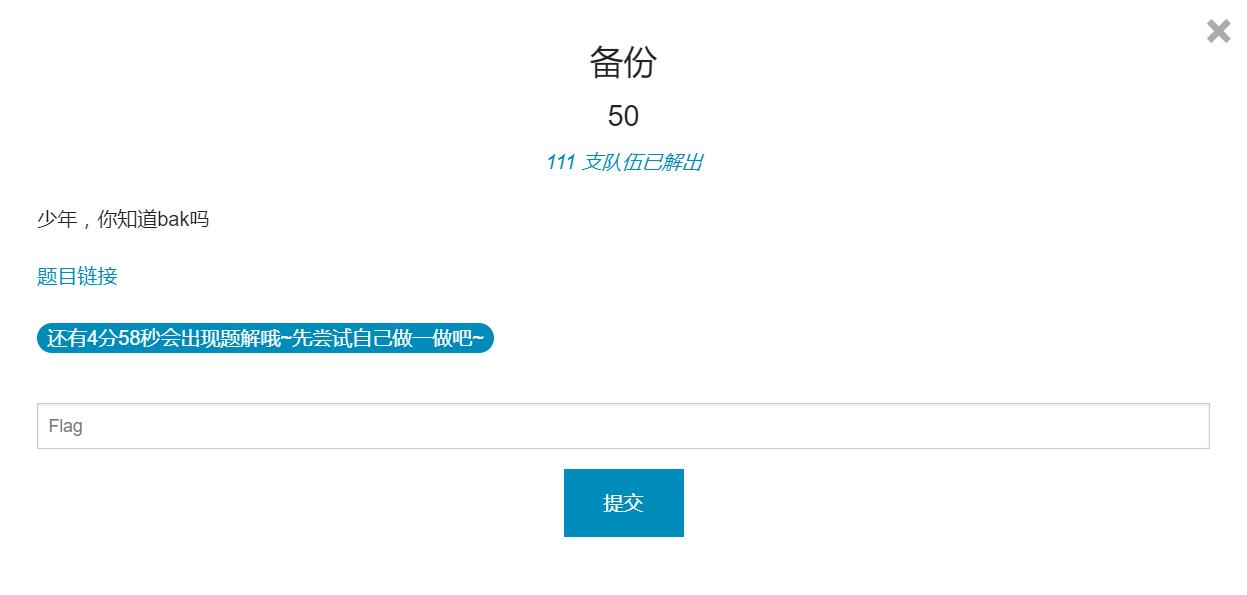 备份
50
111 支队伍已解出
少年，你知道bak吗
题目链接
还有4分58秒会出现题解哦~先尝试自己做一做吧~
Flag
提交